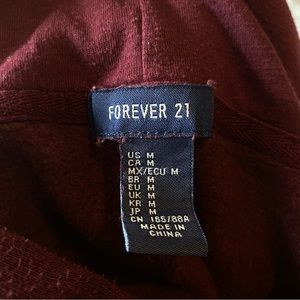 FOREVER 21
US M
CA M
MX/ECU M
BR M
EU M
UK M
KR M
JP M
CN 165/88A
MADE IN
CHINA